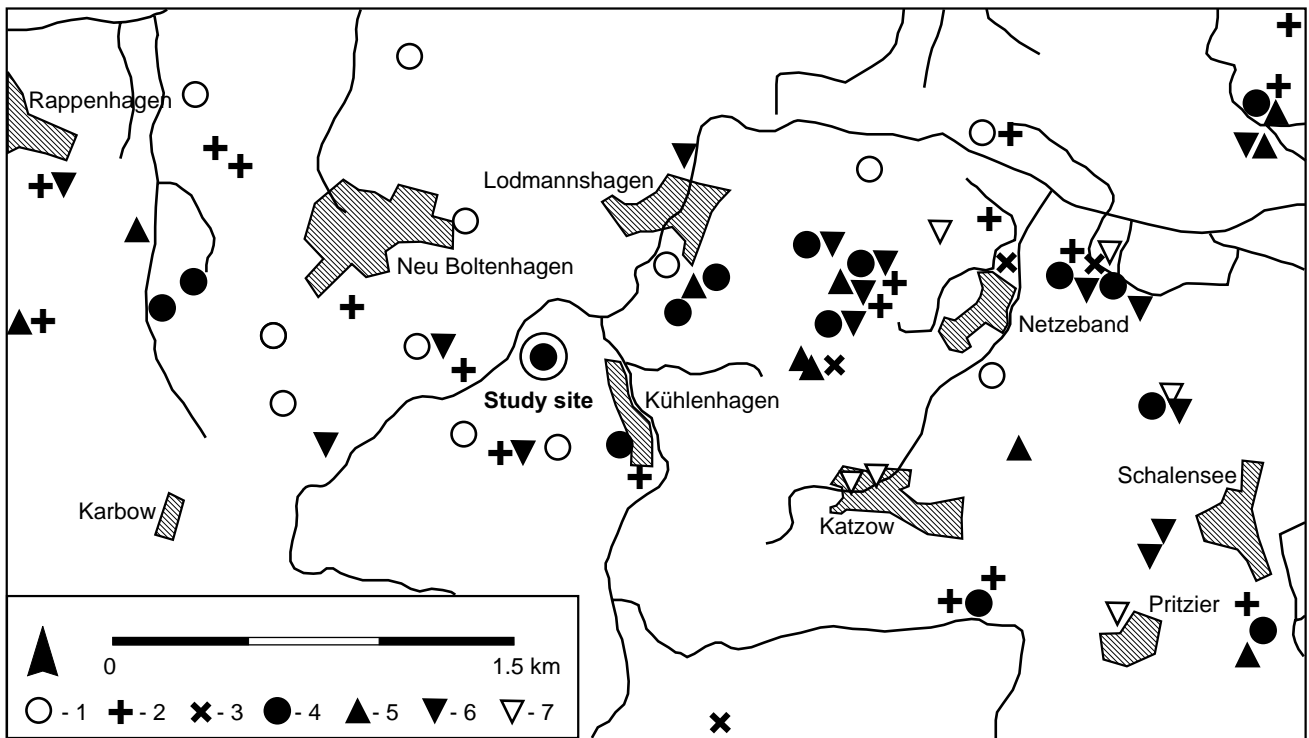 Rappenhagen
Lodmannshagen
Neu Boltenhagen
Netzeband
Study site
Kühlenhagen
Schalensee
Karbow
Katzow
Pritzier
0 1.5 km
- 1 - 2 - 3 - 4 - 5 - 6 - 7